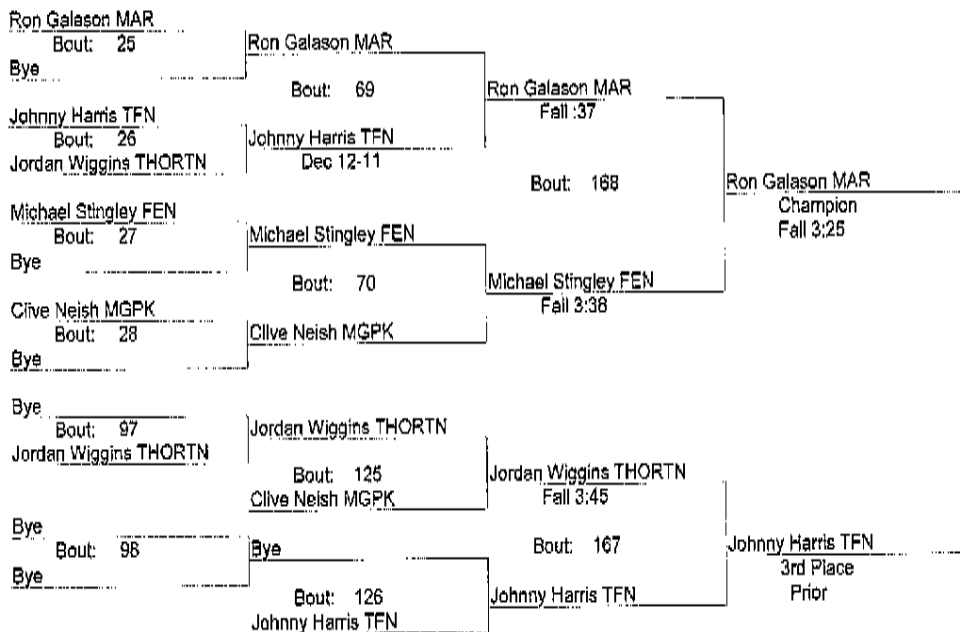 Ron Galason MAR
Bout: 25
Bye
Ron Galason MAR
Bout: 69
Johnny Harris TFN
Bout: 26
Jordan Wiggins THORTN
Johnny Harris TFN
Dec 12-11
Ron Galason MAR
Fall :37
Bout: 168
Michael Stingley FEN
Bout: 27
Bye
Michael Stingley FEN
Bout: 70
Clive Neish MGPK
Bout: 28
Bye
Clive Neish MGPK
Michael Stingley FEN
Fall 3:38
Ron Galason MAR
Champion
Fall 3:25
Bye
Bout: 97
Jordan Wiggins THORTN
Jordan Wiggins THORTN
Bout: 125
Clive Neish MGPK
Jordan Wiggins THORTN
Fall 3:45
Bye
Bout: 98
Bye
Bye
Bout: 126
Johnny Harris TFN
Bout: 167
Johnny Harris TFN
Johnny Harris TFN
3rd Place
Prior